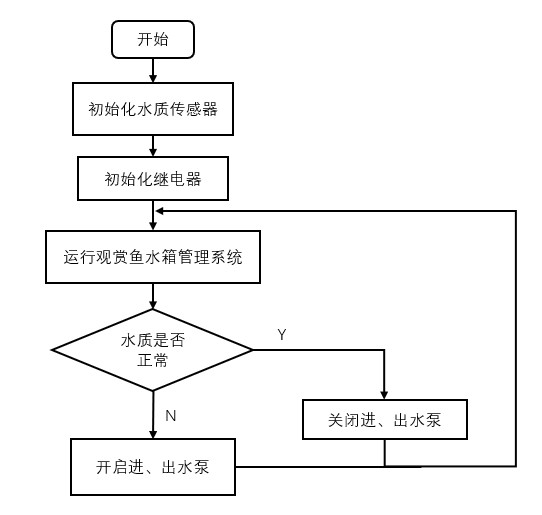 开始
初始化水质传感器
初始化继电器
运行观赏鱼水箱管理系统
水质是否
正常
Y
N
关闭进、出水泵
开启进、出水泵